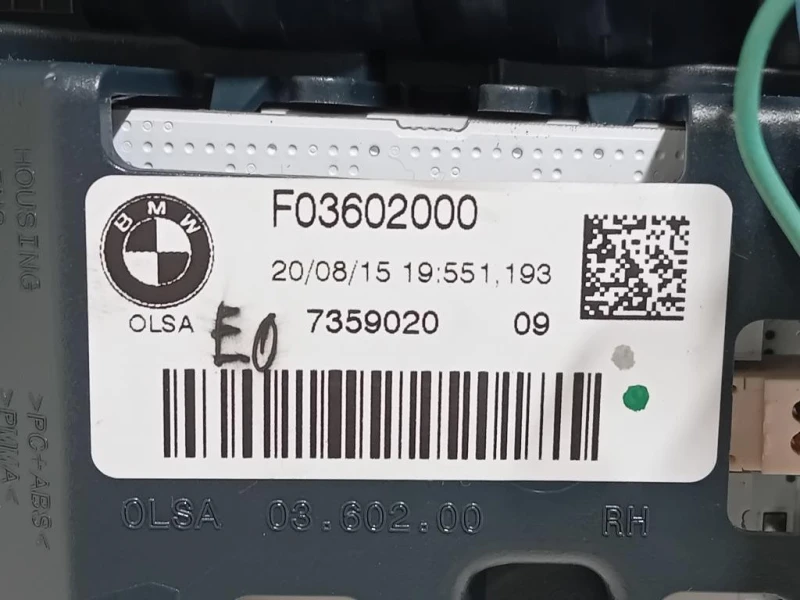 HOUSING
>PC+ABS<
>PMMA<
BMW
F03602000
20/08/15 19:551,193
OLSA
E0
7359020 09
OLSA 03.602.00 RH